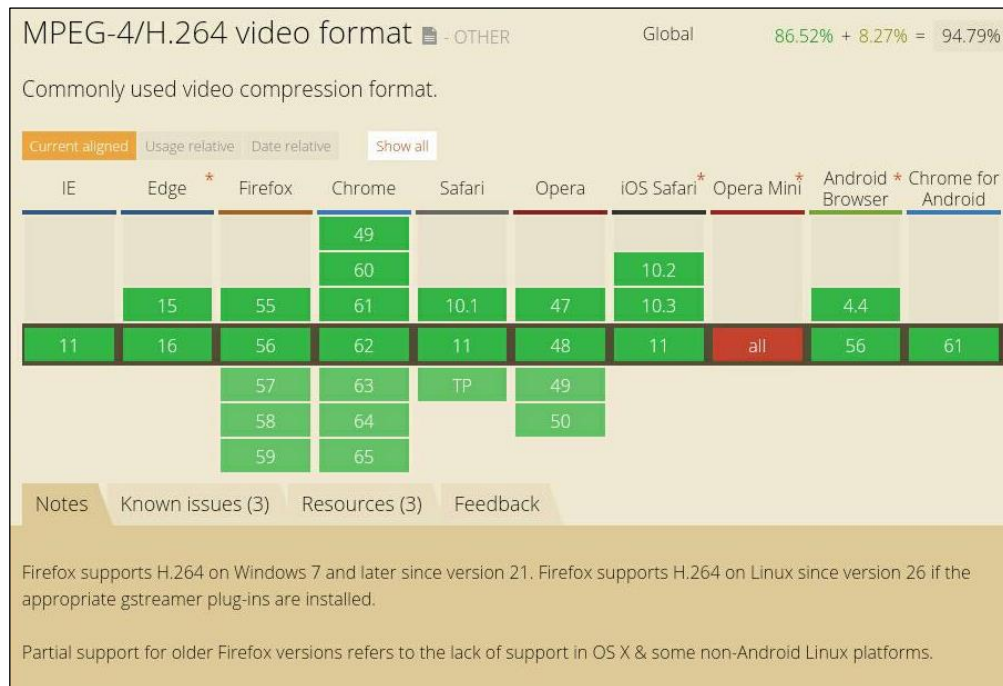 MPEG-4/H.264 video format - OTHER Global 86.52% + 8.27% = 94.79%
Commonly used video compression format.
Current aligned Usage relative Date relative Show all
IE Edge * Firefox Chrome Safari Opera iOS Safari * Opera Mini * Android Browser * Chrome for Android
49
60 10.2
15 55 61 10.1 47 10.3 4.4
11 16 56 62 11 48 11 all 56 61
57 63 TP 49
58 64 50
59 65
Notes Known issues (3) Resources (3) Feedback
Firefox supports H.264 on Windows 7 and later since version 21. Firefox supports H.264 on Linux since version 26 if the
appropriate gstreamer plug-ins are installed.
Partial support for older Firefox versions refers to the lack of support in OS X & some non-Android Linux platforms.